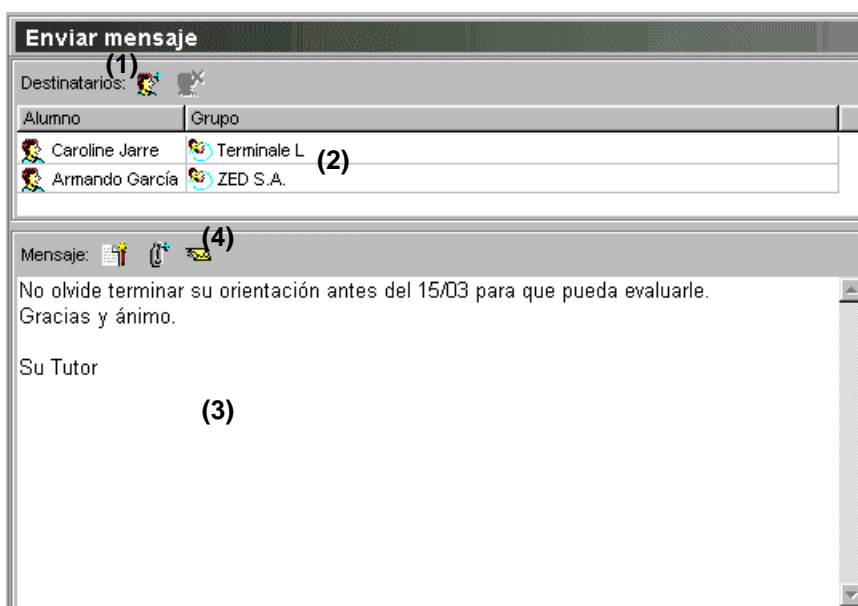 Enviar mensaje
(1)
Destinatarios:
Alumno Grupo
Caroline Jarre Terminale L (2)
Armando García ZED S.A.
(4)
Mensaje:
No olvide terminar su orientación antes del 15/03 para que pueda evaluarle.
Gracias y ánimo.
Su Tutor
(3)